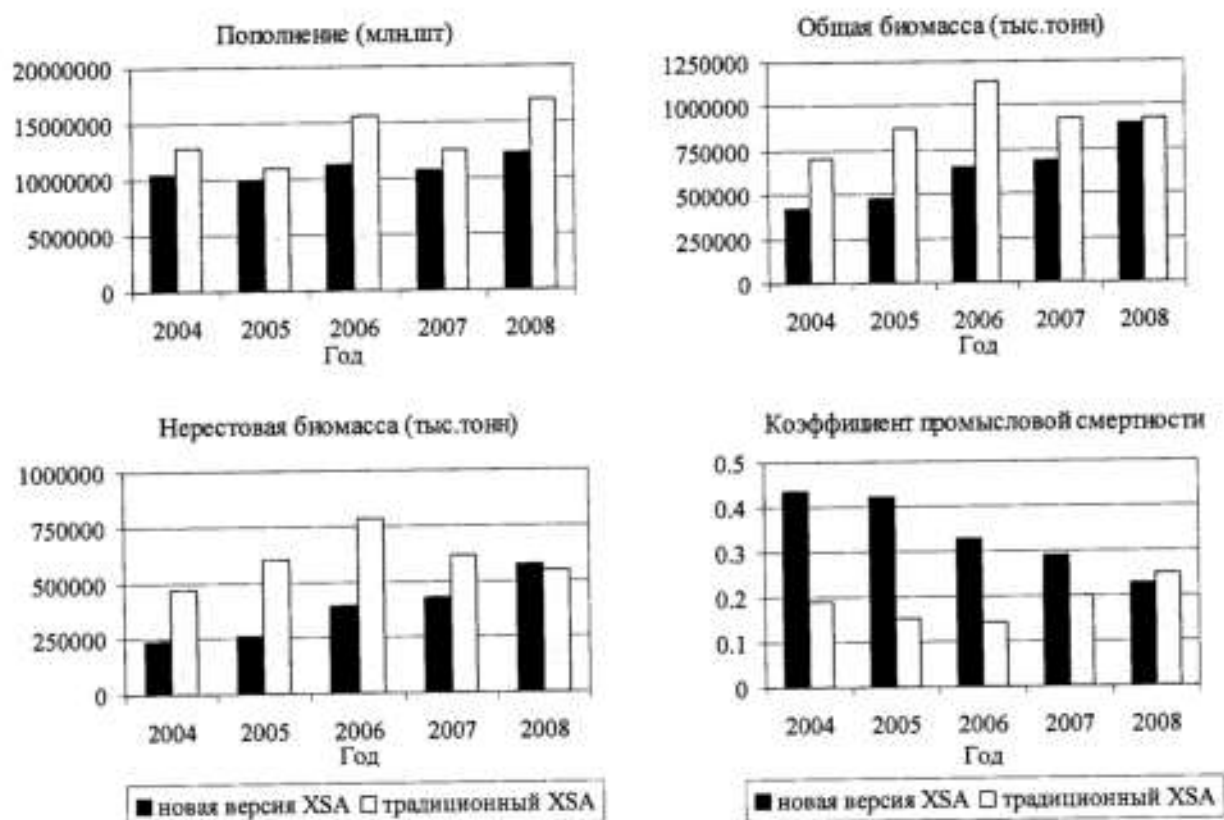 Пополнение (млн.шт)
20000000
15000000
10000000
5000000
0
2004 2005 2006 2007 2008
Год
Общая биомасса (тыс.тонн)
1250000
1000000
750000
500000
250000
0
2004 2005 2006 2007 2008
Год
Нерестовая биомасса (тыс.тонн)
1000000
750000
500000
250000
0
2004 2005 2006 2007 2008
Год
новая версия XSA традиционный XSA
Коэффициент промысловой смертности
0.5
0.4
0.3
0.2
0.1
0
2004 2005 2006 2007 2008
Год
новая версия XSA традиционный XSA